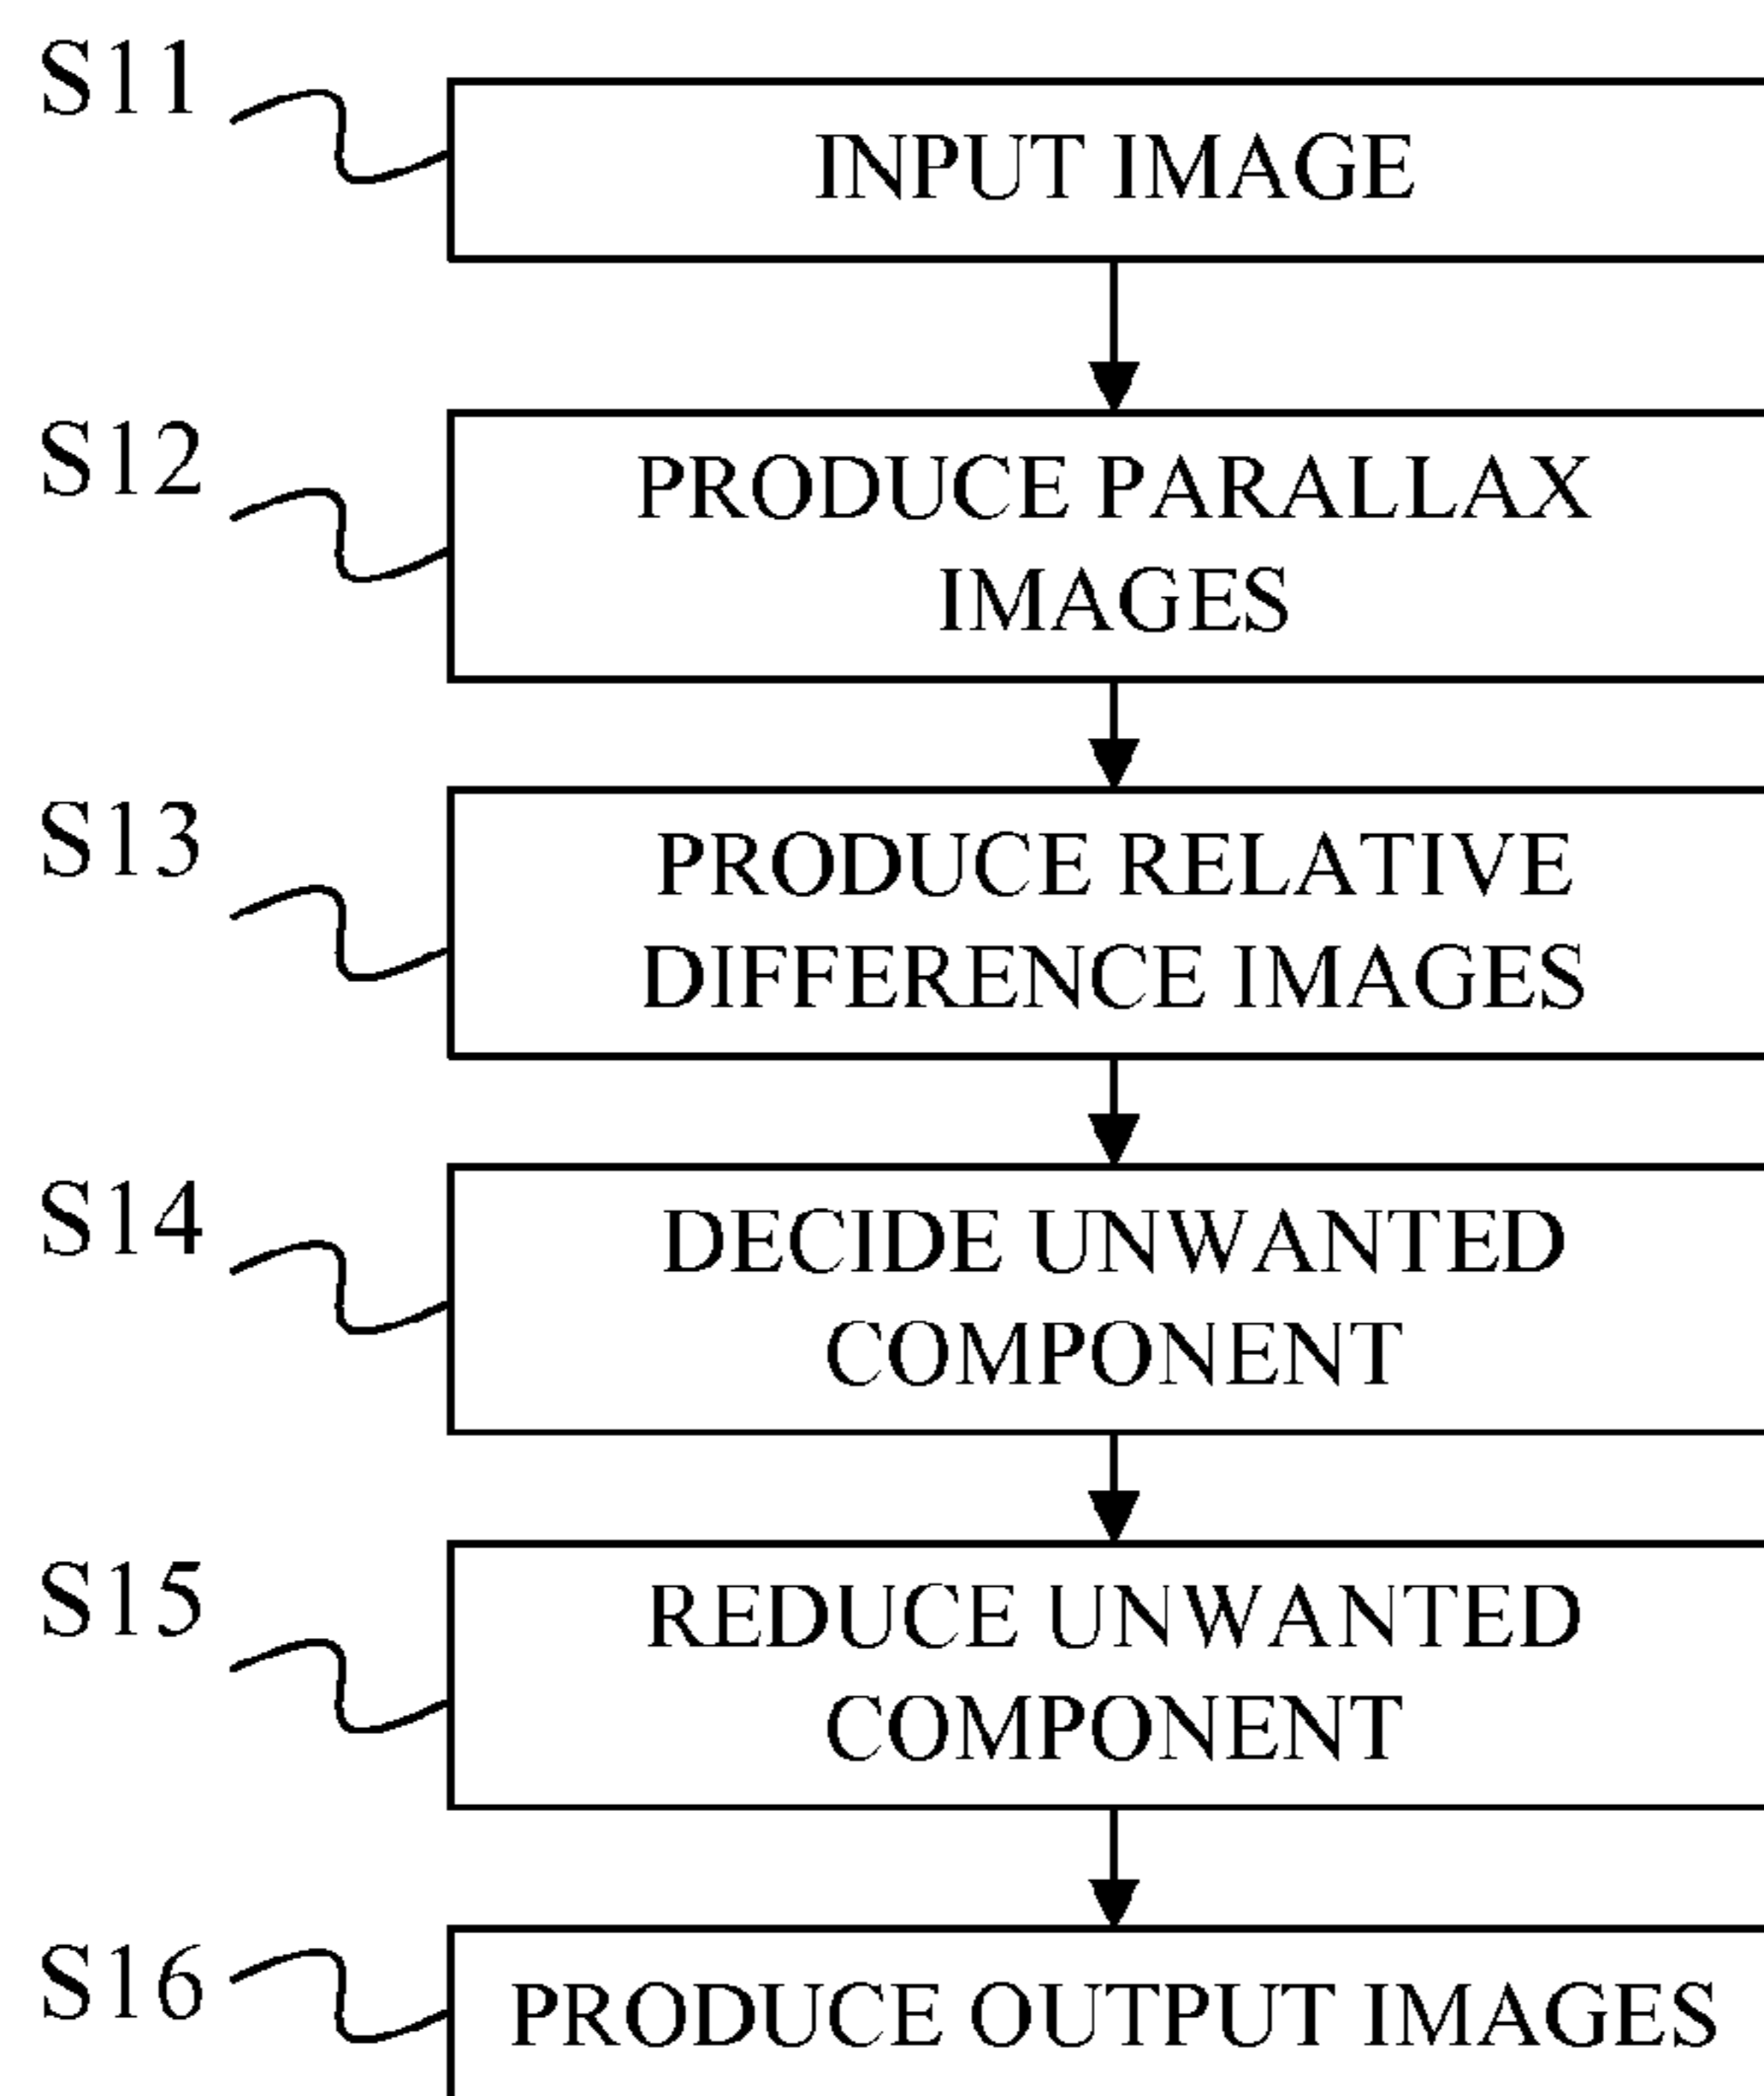 S11
INPUT IMAGE
S12
PRODUCE PARALLAX
IMAGES
S13
PRODUCE RELATIVE
DIFFERENCE IMAGES
S14
DECIDE UNWANTED
COMPONENT
S15
REDUCE UNWANTED
COMPONENT
S16
PRODUCE OUTPUT IMAGES